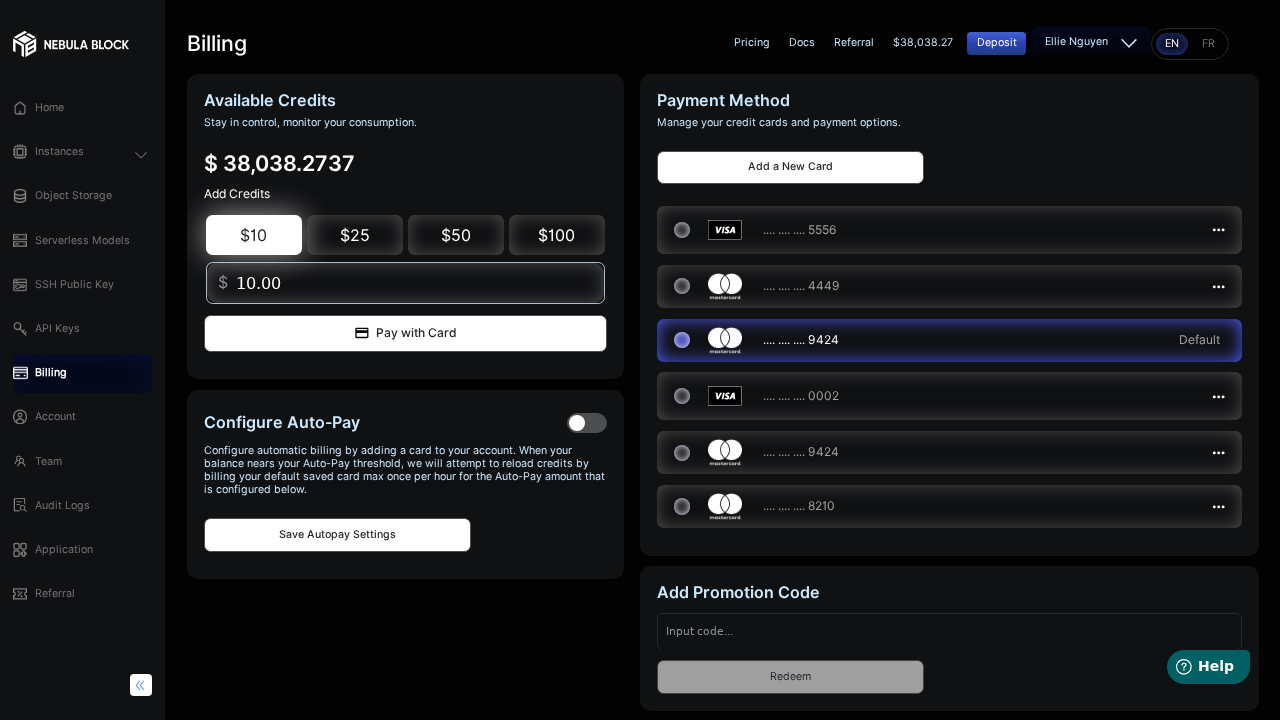 NEBULA BLOCK
Home
Instances
Object Storage
Serverless Models
SSH Public Key
API Keys
Billing
Account
Team
Audit Logs
Application
Referral
Billing
Pricing
Docs
Referral
$38,038.27
Deposit
Ellie Nguyen
EN
FR
Available Credits
Stay in control, monitor your consumption.
$ 38,038.2737
Add Credits
$10
$25
$50
$100
$ 10.00
Pay with Card
Configure Auto-Pay
Configure automatic billing by adding a card to your account. When your
balance nears your Auto-Pay threshold, we will attempt to reload credits by
billing your default saved card max once per hour for the Auto-Pay amount that
is configured below.
Save Autopay Settings
Payment Method
Manage your credit cards and payment options.
Add a New Card
VISA .... .... .... 5556
mastercard .... .... .... 4449
mastercard .... .... .... 9424 Default
VISA .... .... .... 0002
mastercard .... .... .... 9424
mastercard .... .... .... 8210
Add Promotion Code
Input code...
Redeem
Help